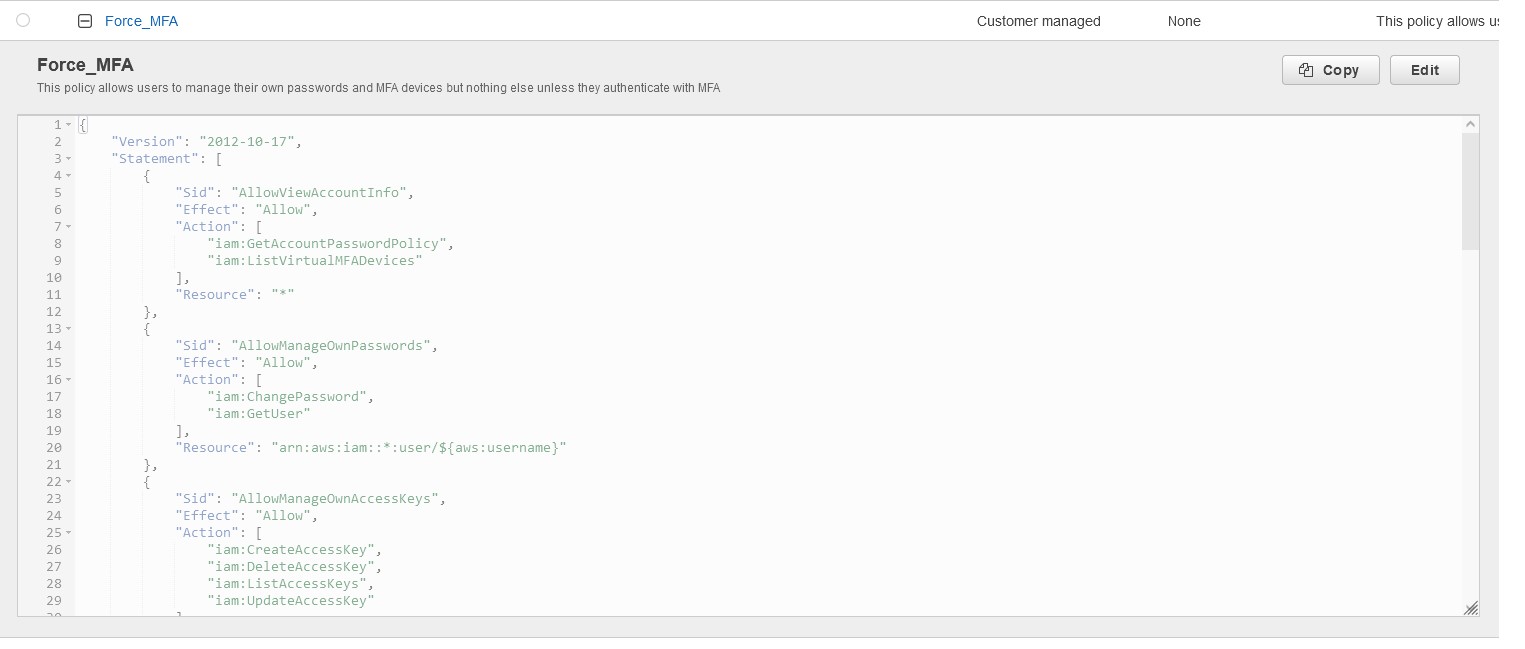 Force_MFA Customer managed None This policy allows us
Force_MFA
Copy Edit
This policy allows users to manage their own passwords and MFA devices but nothing else unless they authenticate with MFA
1 {
2 "Version": "2012-10-17",
3 "Statement": [
4 {
5 "Sid": "AllowViewAccountInfo",
6 "Effect": "Allow",
7 "Action": [
8 "iam:GetAccountPasswordPolicy",
9 "iam:ListVirtualMFADevices"
10 ],
11 "Resource": "*"
12 },
13 {
14 "Sid": "AllowManageOwnPasswords",
15 "Effect": "Allow",
16 "Action": [
17 "iam:ChangePassword",
18 "iam:GetUser"
19 ],
20 "Resource": "arn:aws:iam::*:user/${aws:username}"
21 },
22 {
23 "Sid": "AllowManageOwnAccessKeys",
24 "Effect": "Allow",
25 "Action": [
26 "iam:CreateAccessKey",
27 "iam:DeleteAccessKey",
28 "iam:ListAccessKeys",
29 "iam:UpdateAccessKey"